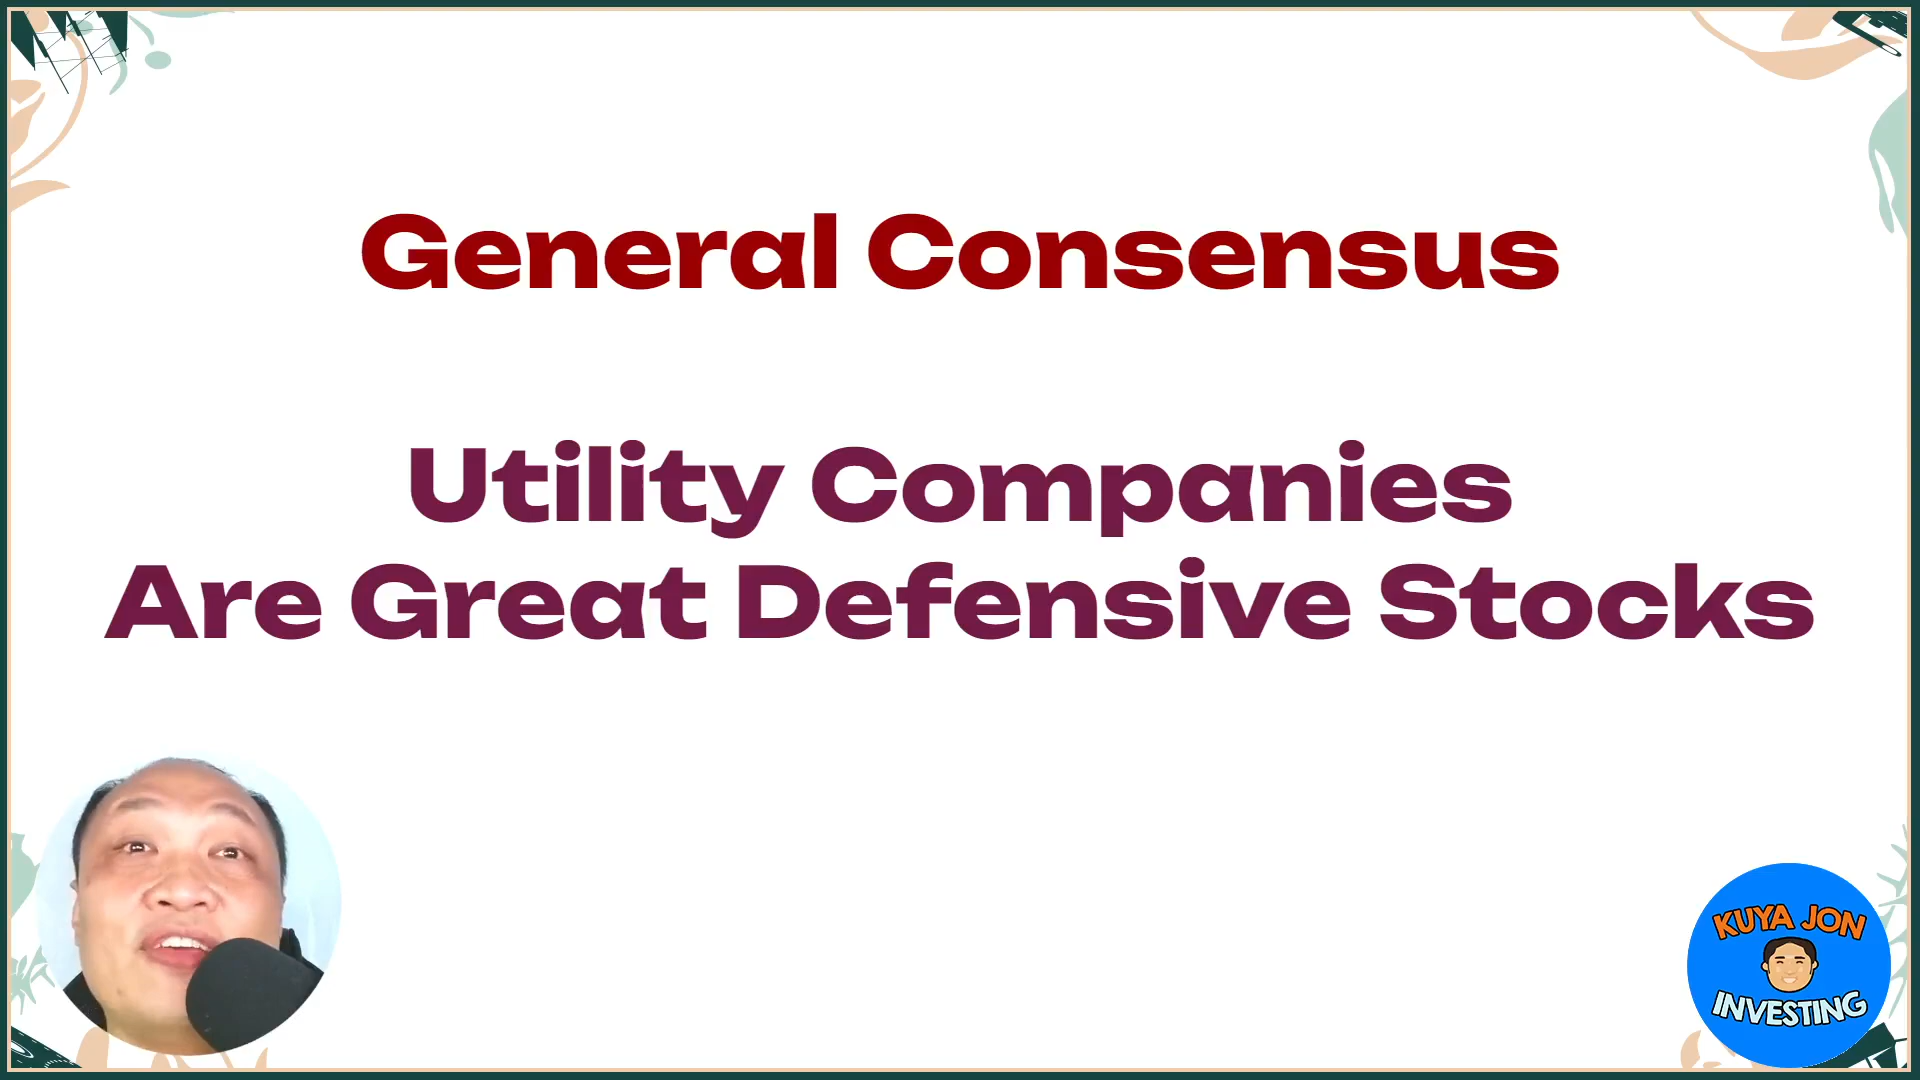 General Consensus
Utility Companies
Are Great Defensive Stocks
KUYA JON
INVESTING